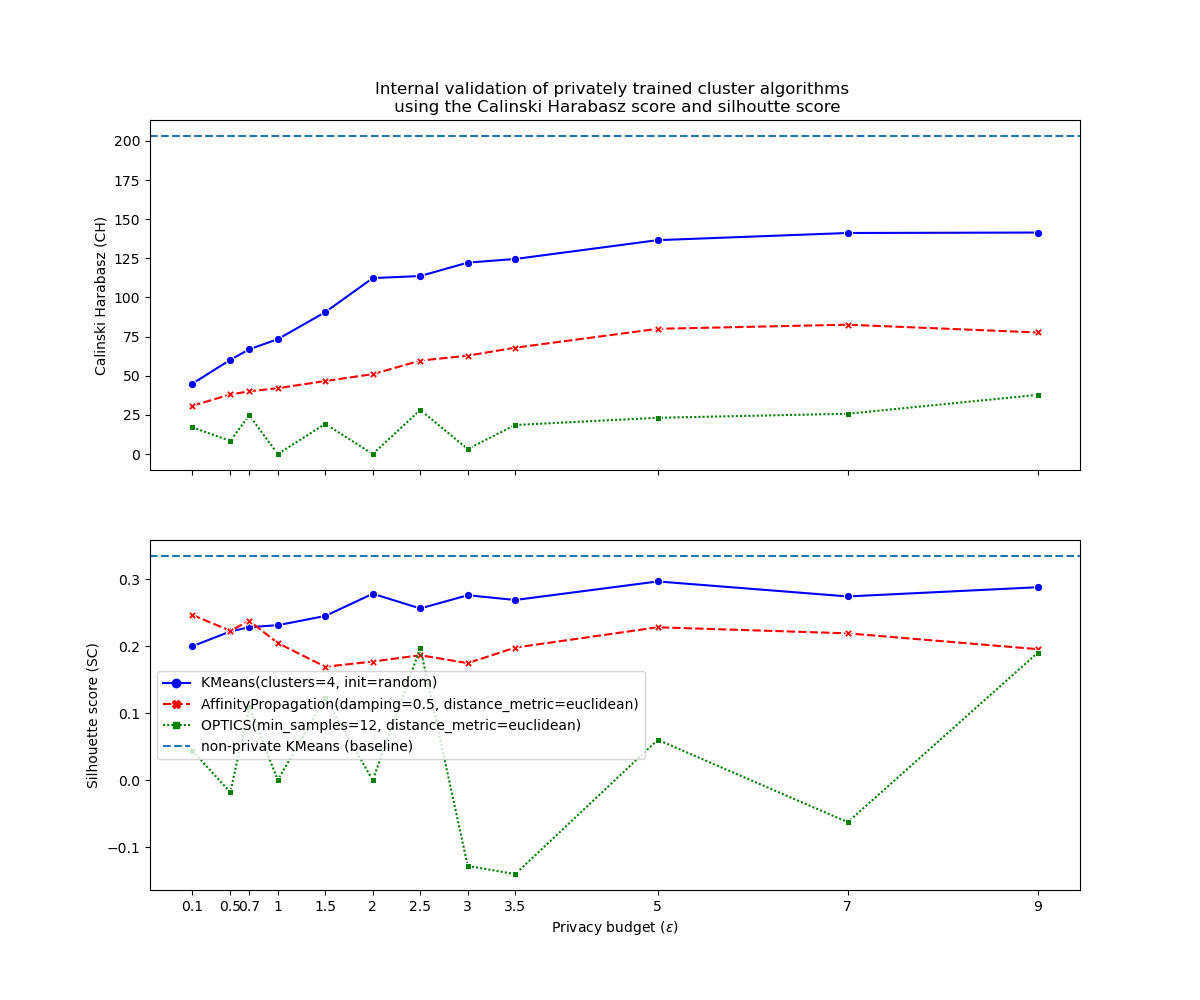 Internal validation of privately trained cluster algorithms
using the Calinski Harabasz score and silhoutte score
Calinski Harabasz (CH)
200
175
150
125
100
75
50
25
0
Silhouette score (SC)
0.3
0.2
0.1
0.0
−0.1
KMeans(clusters=4, init=random)
AffinityPropagation(damping=0.5, distance_metric=euclidean)
OPTICS(min_samples=12, distance_metric=euclidean)
non-private KMeans (baseline)
0.1 0.5 0.7 1 1.5 2 2.5 3 3.5 5 7 9
Privacy budget (ε)